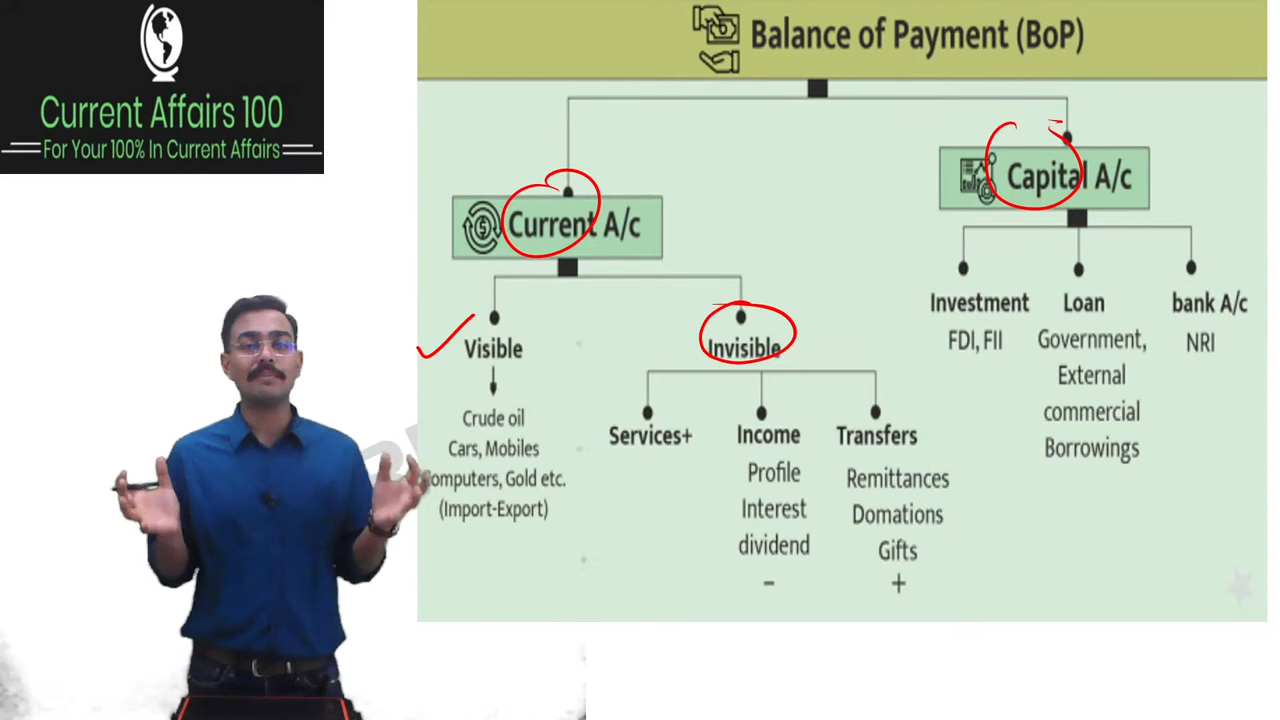 Current Affairs 100
For Your 100% In Current Affairs
Balance of Payment (BoP)
Current A/c
Capital A/c
Visible
Crude oil
Cars, Mobiles
omputers, Gold etc.
(Import-Export)
Invisible
Services+
Income
Profile
Interest
dividend
–
Transfers
Remittances
Domations
Gifts
+
Investment
FDI, FII
Loan
Government,
External
commercial
Borrowings
bank A/c
NRI